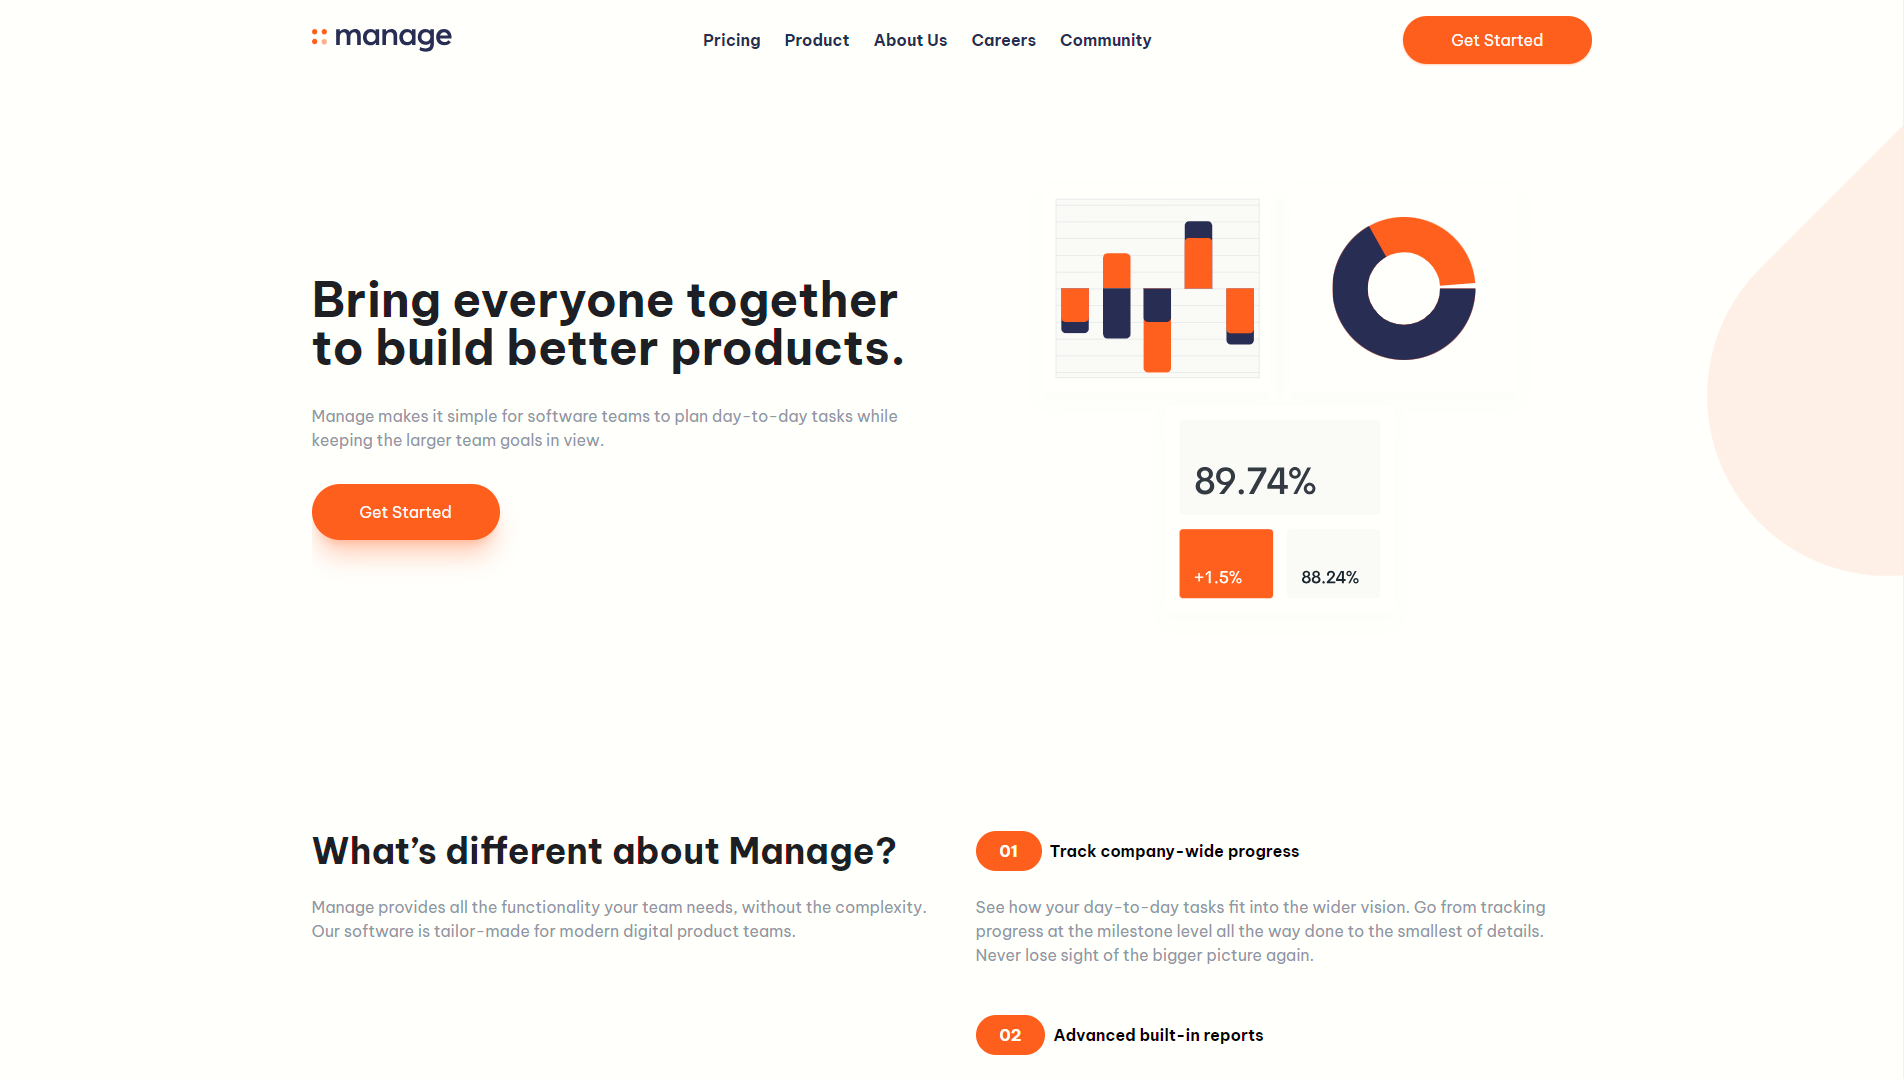 manage
Pricing
Product
About Us
Careers
Community
Get Started
Bring everyone together
to build better products.
Manage makes it simple for software teams to plan day-to-day tasks while
keeping the larger team goals in view.
Get Started
89.74%
+1.5%
88.24%
What’s different about Manage?
Manage provides all the functionality your team needs, without the complexity.
Our software is tailor-made for modern digital product teams.
01
Track company-wide progress
See how your day-to-day tasks fit into the wider vision. Go from tracking
progress at the milestone level all the way done to the smallest of details.
Never lose sight of the bigger picture again.
02
Advanced built-in reports